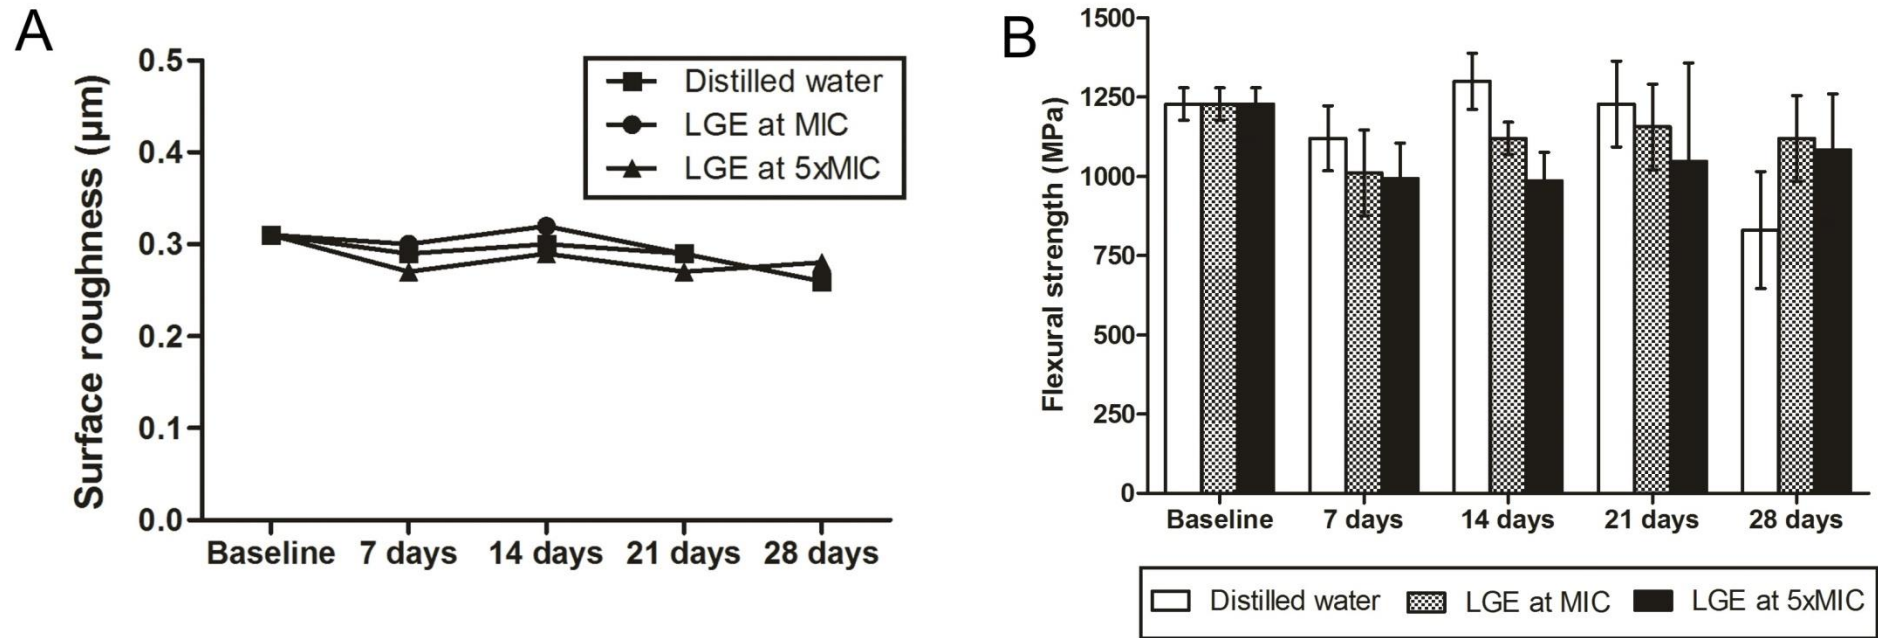 A
Surface roughness (µm)
0.5
0.4
0.3
0.2
0.1
0.0
Distilled water
LGE at MIC
LGE at 5xMIC
Baseline 7 days 14 days 21 days 28 days
B
Flexural strength (MPa)
1500
1250
1000
750
500
250
0
Baseline 7 days 14 days 21 days 28 days
Distilled water LGE at MIC LGE at 5xMIC